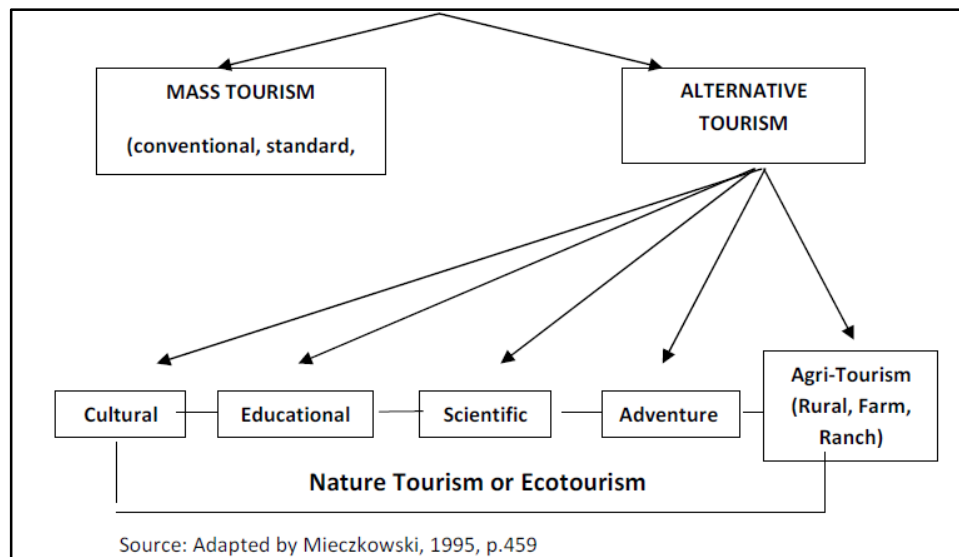 MASS TOURISM
(conventional, standard,
ALTERNATIVE
TOURISM
Cultural
Educational
Scientific
Adventure
Agri-Tourism
(Rural, Farm,
Ranch)
Nature Tourism or Ecotourism
Source: Adapted by Mieczkowski, 1995, p.459